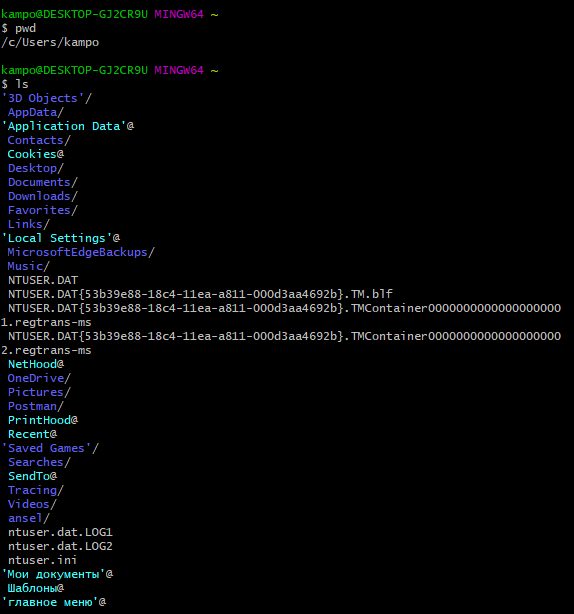 kampo@DESKTOP-GJ2CR9U MINGW64 ~
$ pwd
/c/Users/kampo
kampo@DESKTOP-GJ2CR9U MINGW64 ~
$ ls
'3D Objects'/
AppData/
'Application Data'@
Contacts/
Cookies@
Desktop/
Documents/
Downloads/
Favorites/
Links/
'Local Settings'@
MicrosoftEdgeBackups/
Music/
NTUSER.DAT
NTUSER.DAT{53b39e88-18c4-11ea-a811-000d3aa4692b}.TM.blf
NTUSER.DAT{53b39e88-18c4-11ea-a811-000d3aa4692b}.TMContainer0000000000000000000
1.regtrans-ms
NTUSER.DAT{53b39e88-18c4-11ea-a811-000d3aa4692b}.TMContainer0000000000000000000
2.regtrans-ms
NetHood@
OneDrive/
Pictures/
Postman/
PrintHood@
Recent@
'Saved Games'/
Searches/
SendTo@
Tracing/
Videos/
ansel/
ntuser.dat.LOG1
ntuser.dat.LOG2
ntuser.ini
'Мои документы'@
Шаблоны@
'главное меню'@